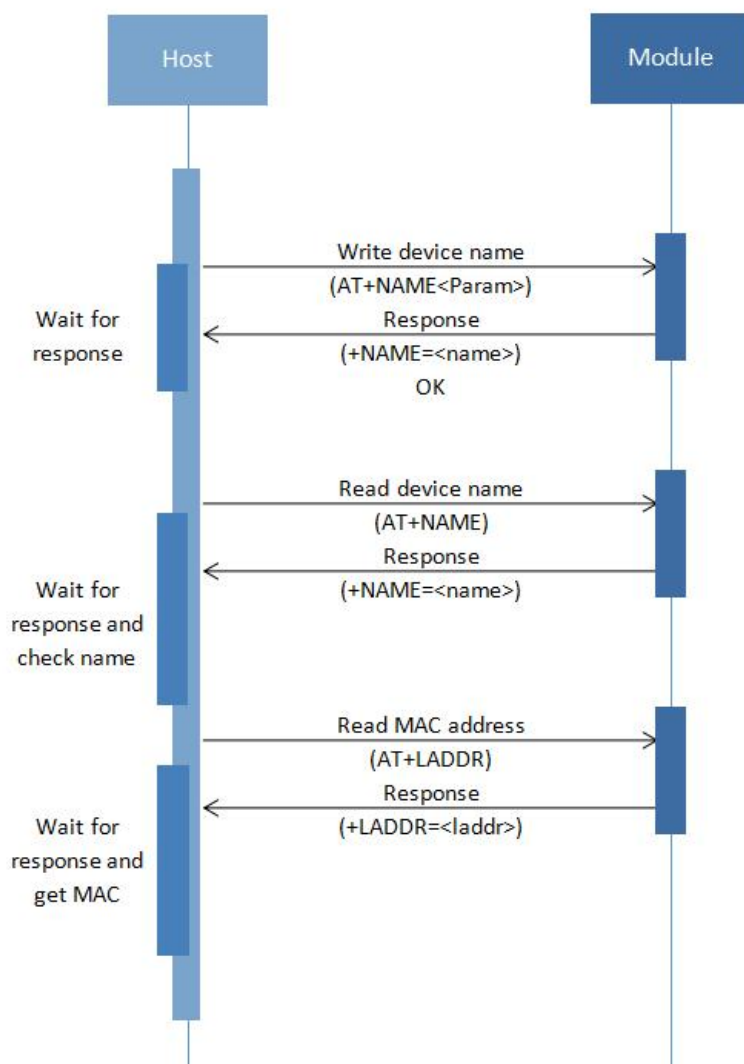 Host
Module
Write device name
(AT+NAME<Param>)
Wait for
response
Response
(+NAME=<name>)
OK
Read device name
(AT+NAME)
Response
(+NAME=<name>)
Wait for
response and
check name
Read MAC address
(AT+LADDR)
Response
(+LADDR=<laddr>)
Wait for
response and
get MAC